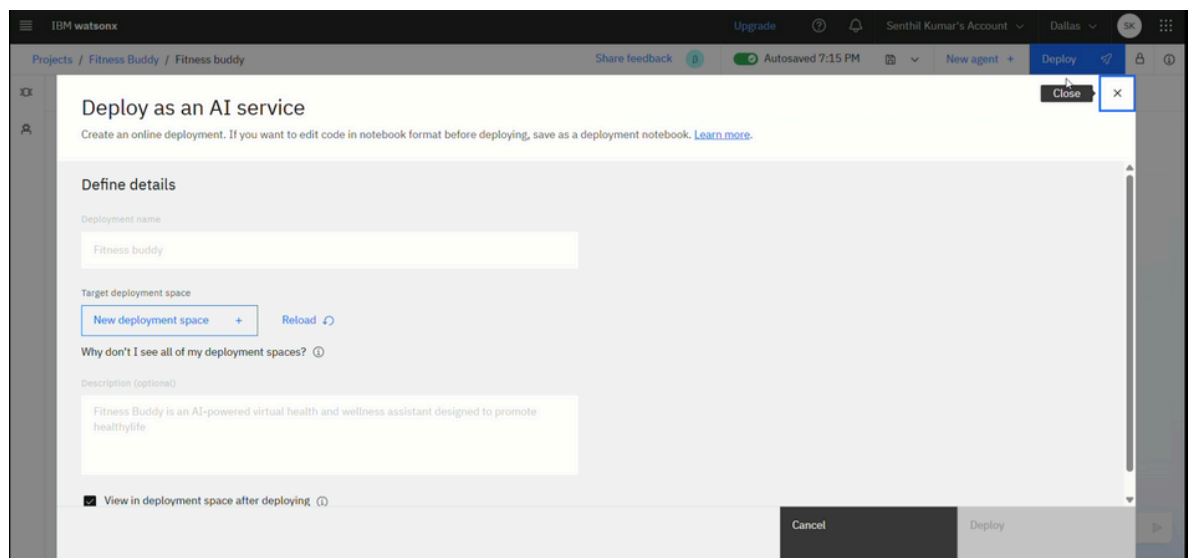 IBM watsonx
Upgrade
Senthil Kumar's Account
Dallas
SK
Projects / Fitness Buddy / Fitness buddy
Share feedback
β
Autosaved 7:15 PM
New agent +
Deploy
Close
Deploy as an AI service
Create an online deployment. If you want to edit code in notebook format before deploying, save as a deployment notebook. Learn more.
Define details
Deployment name
Fitness buddy
Target deployment space
New deployment space +
Reload
Why don't I see all of my deployment spaces?
Description (optional)
Fitness Buddy is an AI-powered virtual health and wellness assistant designed to promote
healthylife
View in deployment space after deploying
Cancel
Deploy